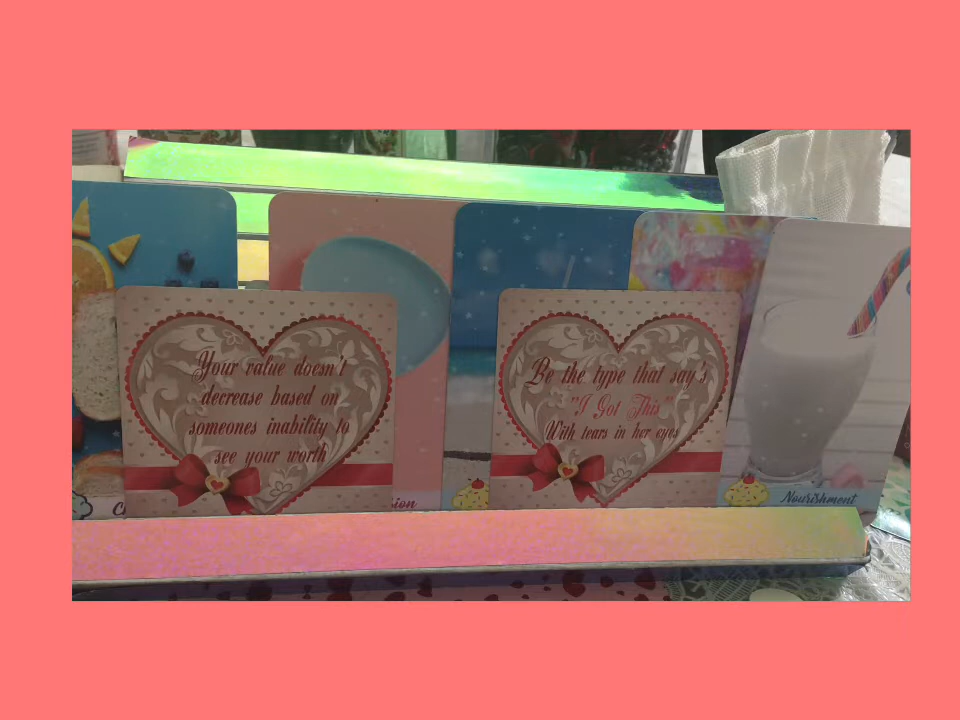 Your value doesn't
decrease based on
someones inability to
see your worth
Be the type that say's
"I Got This"
With tears in her eyes
Nourishment